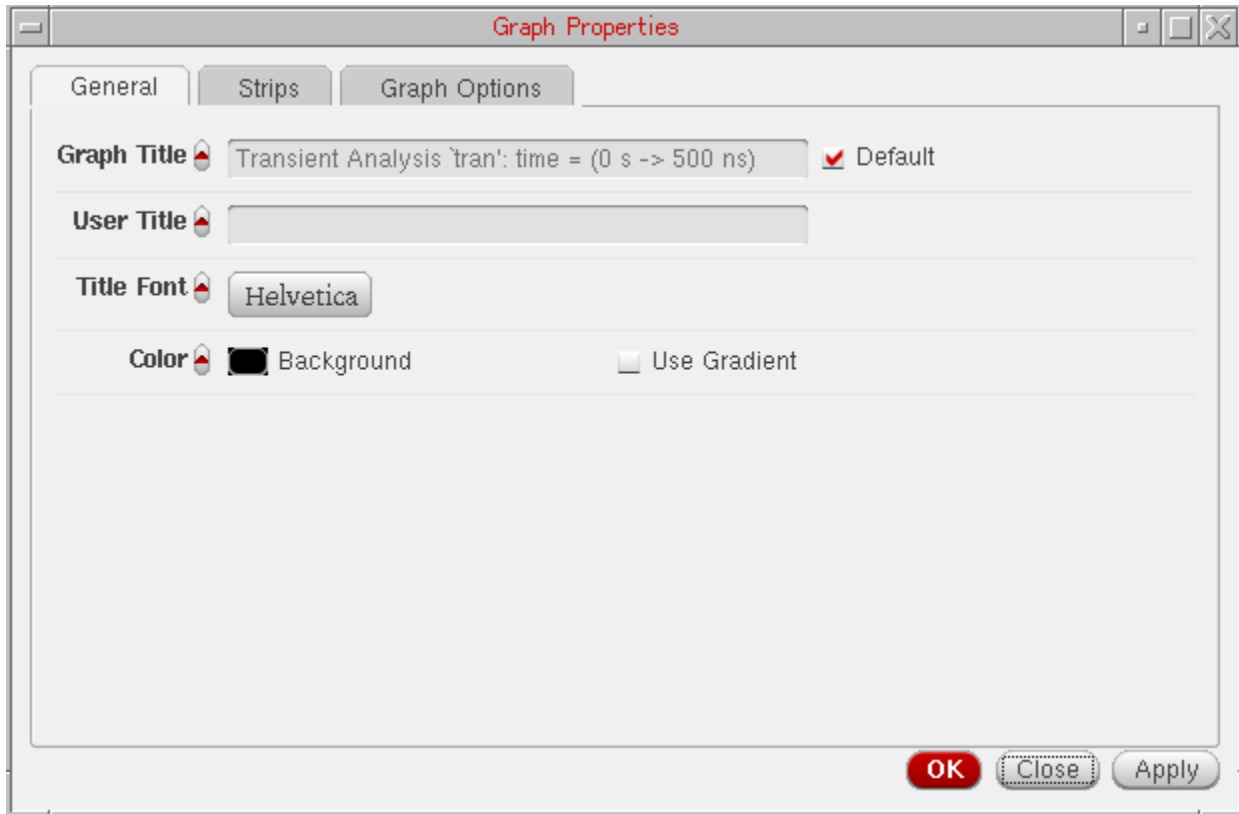 Graph Properties
General Strips Graph Options
Graph Title Transient Analysis `tran': time = (0 s -> 500 ns) Default
User Title
Title Font Helvetica
Color Background Use Gradient
OK Close Apply